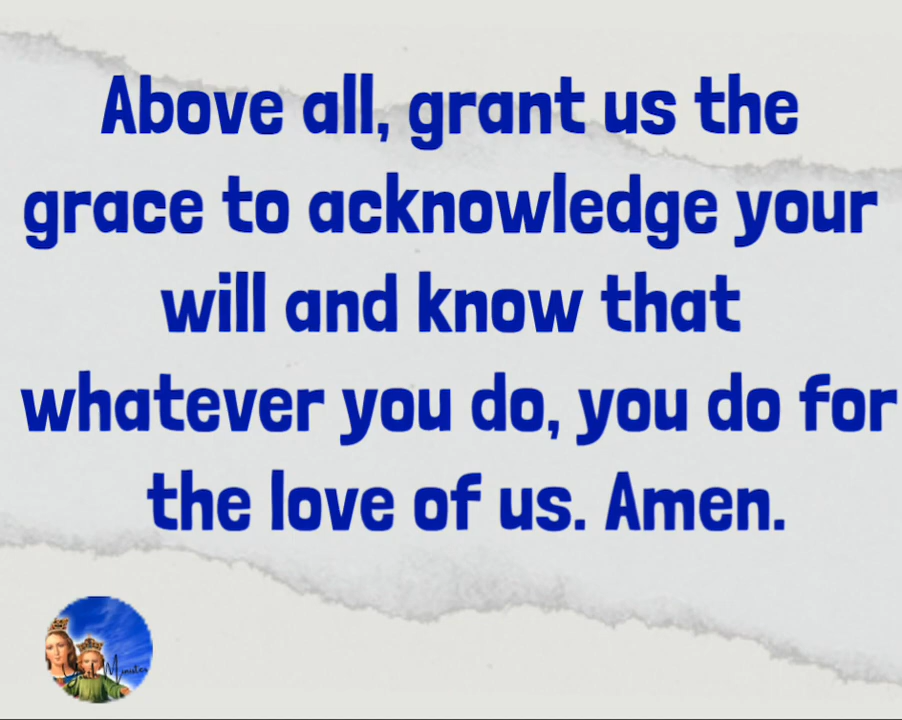 Above all, grant us the
grace to acknowledge your
will and know that
whatever you do, you do for
the love of us. Amen.
Minutes